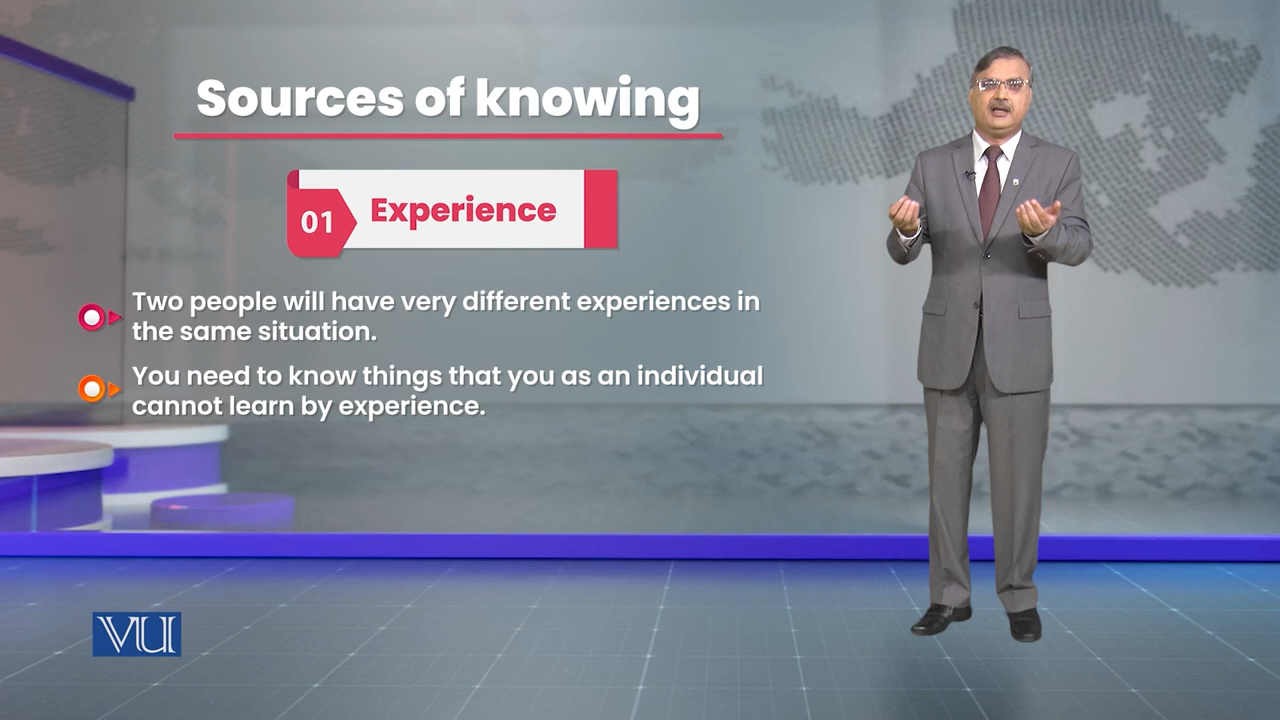 Sources of knowing
01 Experience
Two people will have very different experiences in
the same situation.
You need to know things that you as an individual
cannot learn by experience.
VU